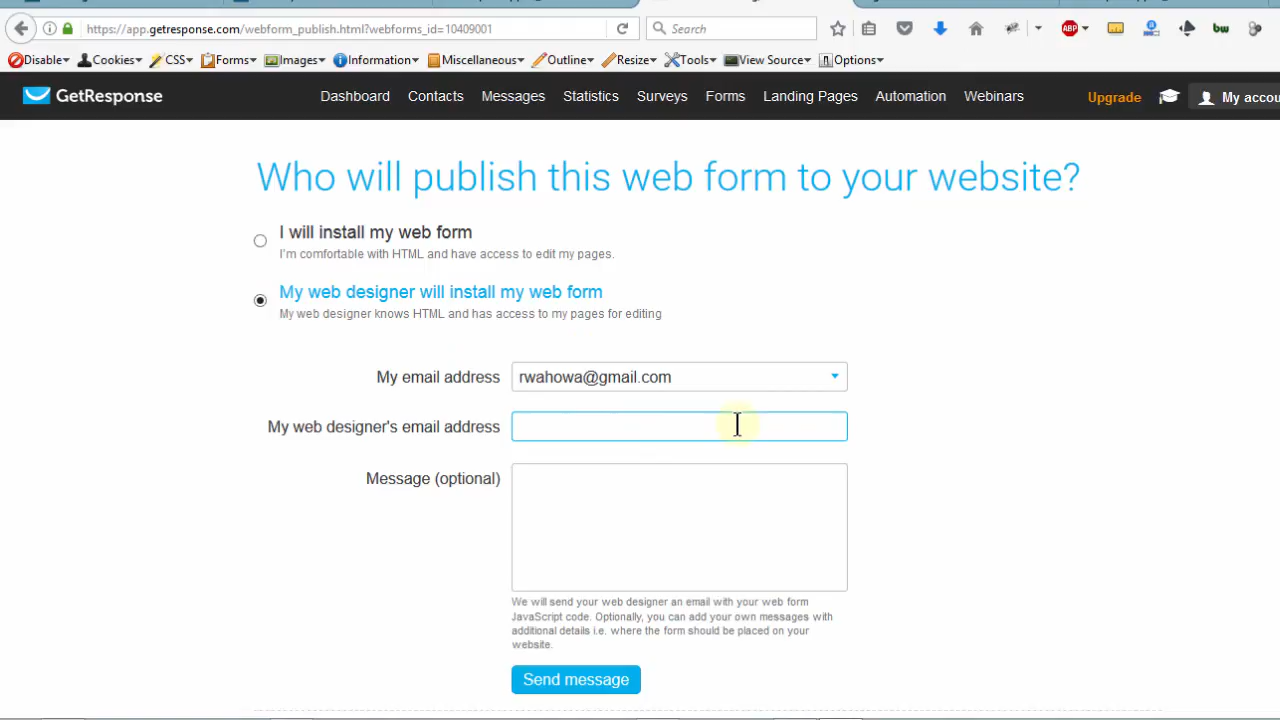 https://app.getresponse.com/webform_publish.html?webforms_id=10409001
Search
ABP
bw
Disable
Cookies
CSS
Forms
Images
Information
Miscellaneous
Outline
Resize
Tools
View Source
Options
GetResponse
Dashboard
Contacts
Messages
Statistics
Surveys
Forms
Landing Pages
Automation
Webinars
Upgrade
My accou
Who will publish this web form to your website?
I will install my web form
I'm comfortable with HTML and have access to edit my pages.
My web designer will install my web form
My web designer knows HTML and has access to my pages for editing
My email address
rwahowa@gmail.com
My web designer's email address
Message (optional)
We will send your web designer an email with your web form
JavaScript code. Optionally, you can add your own messages with
additional details i.e. where the form should be placed on your
website.
Send message